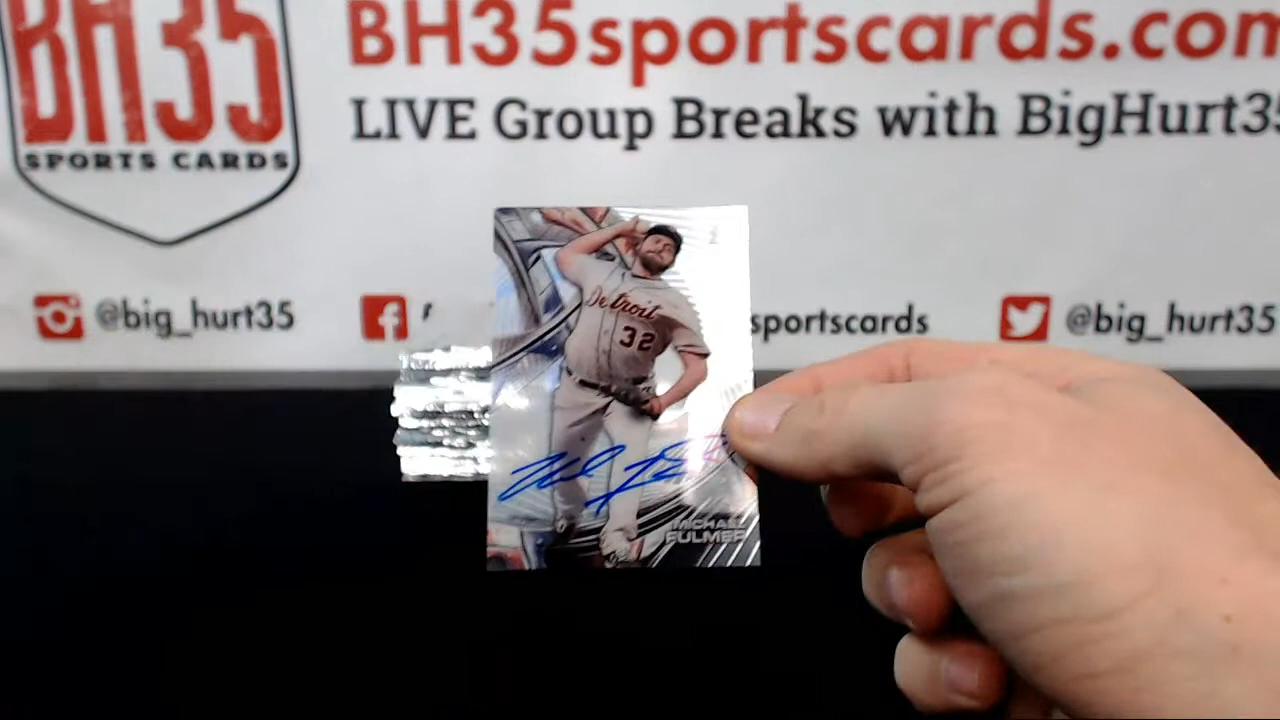 BH35
SPORTS CARDS
BH35sportscards.com
LIVE Group Breaks with BigHurt35
@big_hurt35
sportscards
@big_hurt35
Detroit
32
MICHAEL
FULMER